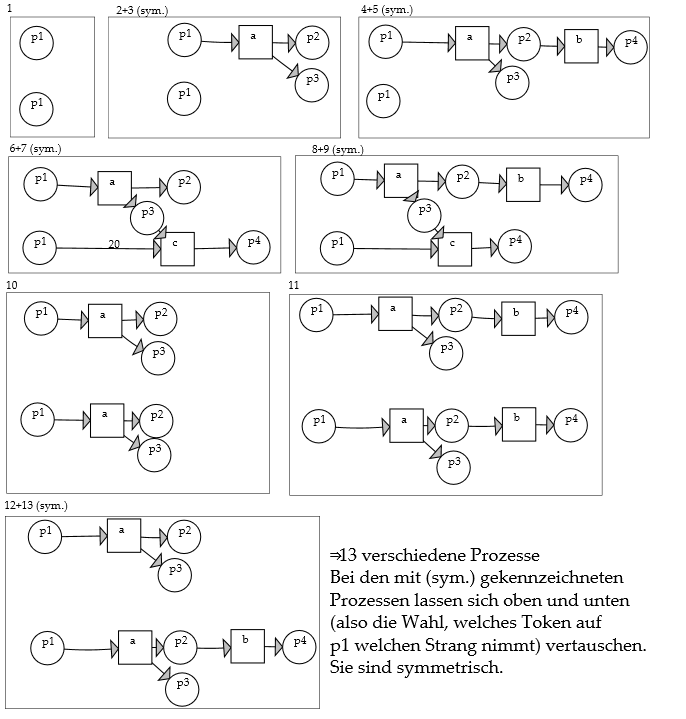 1
2+3 (sym.)
4+5 (sym.)
p1
p1
p1
a
p2
p3
p1
p1
a
p2
b
p4
p3
p1
6+7 (sym.)
8+9 (sym.)
p1
a
p2
p3
p1
20
c
p4
p1
a
p2
b
p4
p3
p1
c
p4
10
11
p1
a
p2
p3
p1
a
p2
p3
p1
a
p2
b
p4
p3
p1
a
p2
b
p4
p3
12+13 (sym.)
p1
a
p2
p3
p1
a
p2
b
p4
p3
⇒13 verschiedene Prozesse
Bei den mit (sym.) gekennzeichneten
Prozessen lassen sich oben und unten
(also die Wahl, welches Token auf
p1 welchen Strang nimmt) vertauschen.
Sie sind symmetrisch.